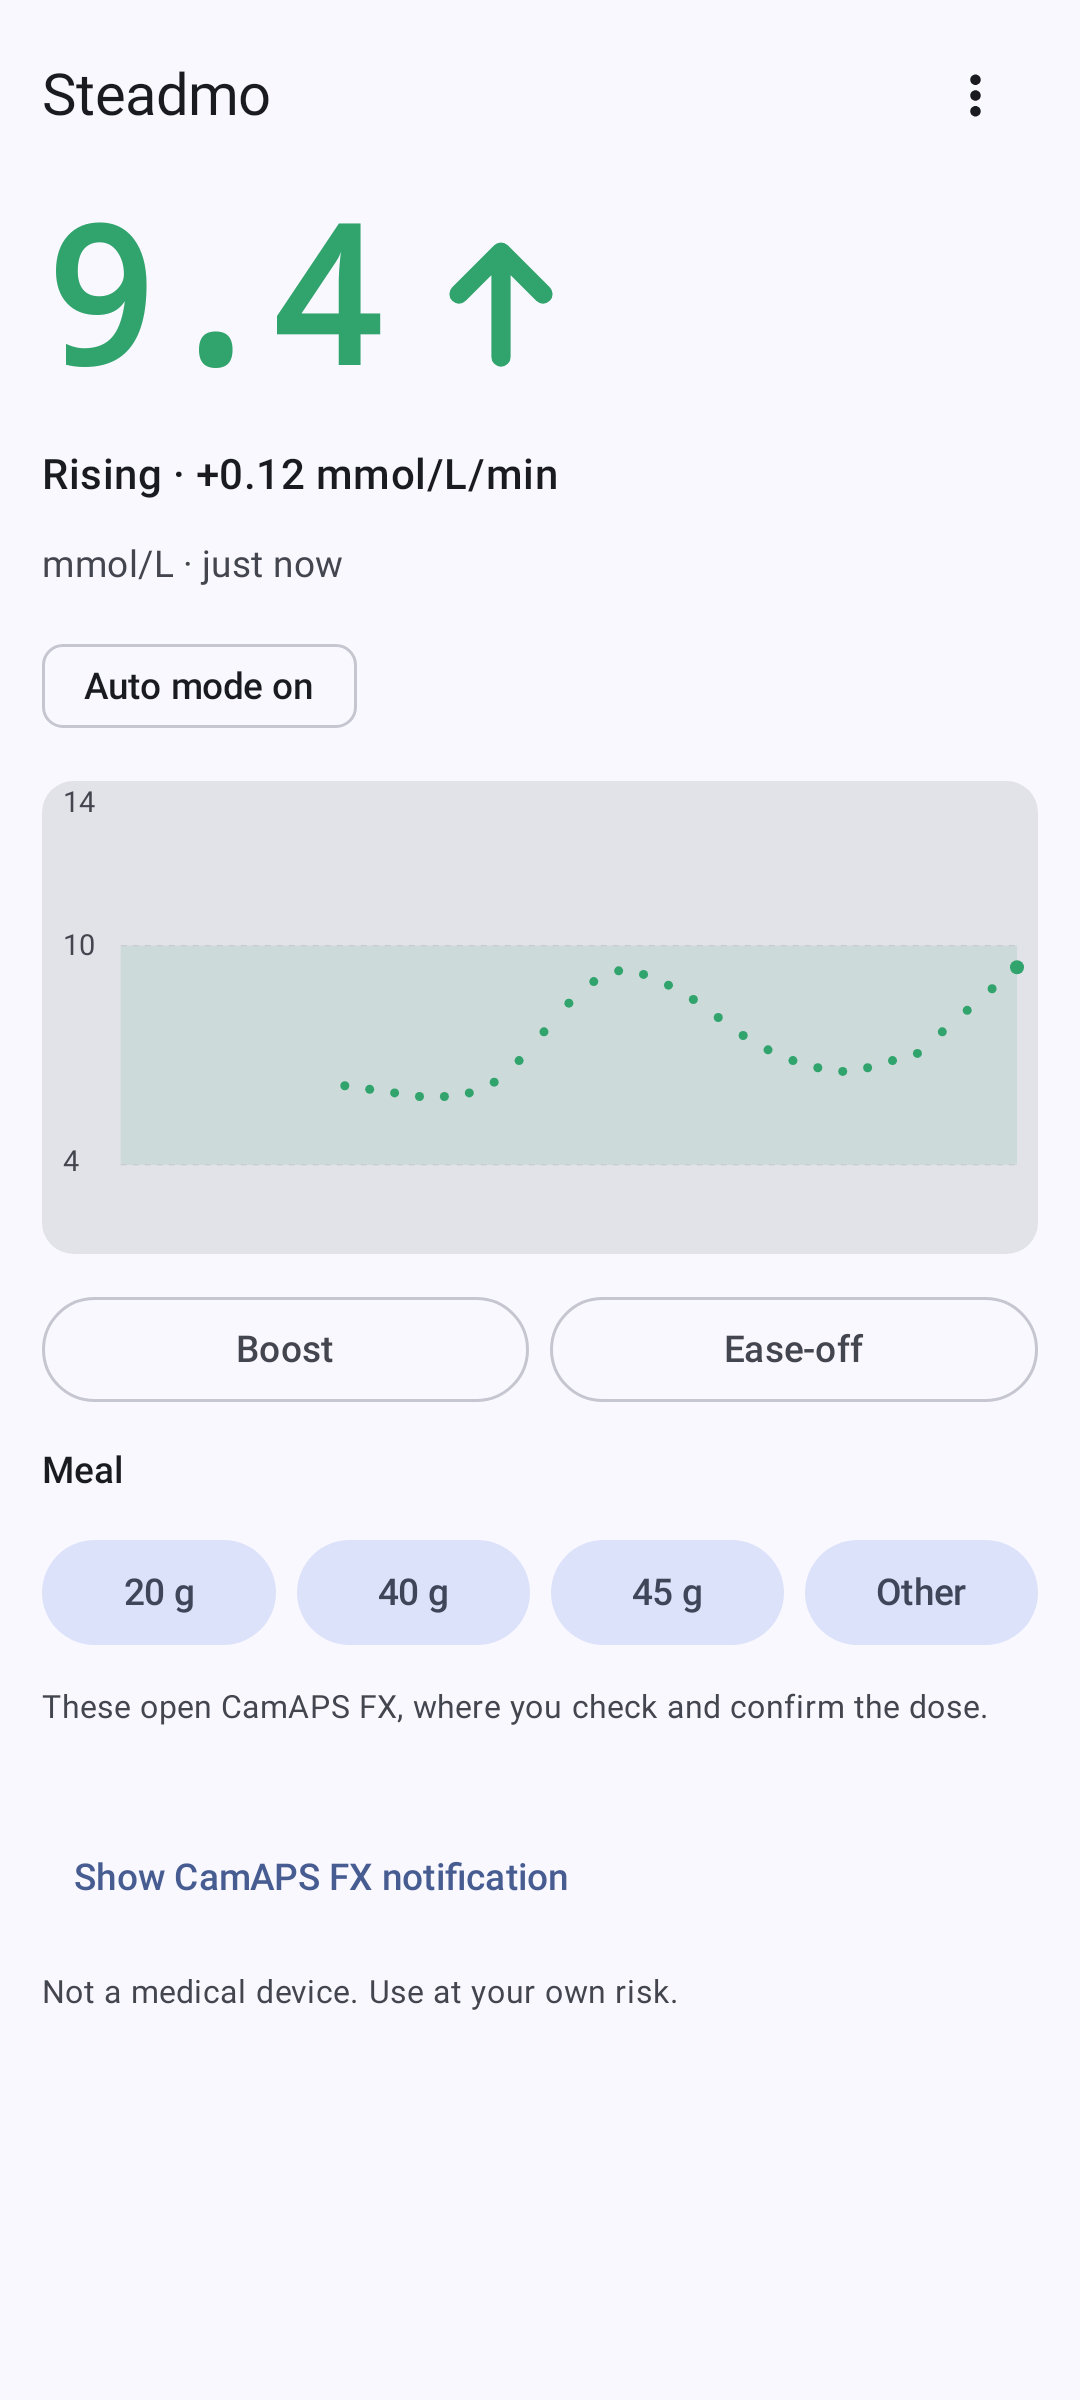 Steadmo
9.4
Rising · +0.12 mmol/L/min
mmol/L · just now
Auto mode on
14
10
4
Boost
Ease-off
Meal
20 g
40 g
45 g
Other
These open CamAPS FX, where you check and confirm the dose.
Show CamAPS FX notification
Not a medical device. Use at your own risk.